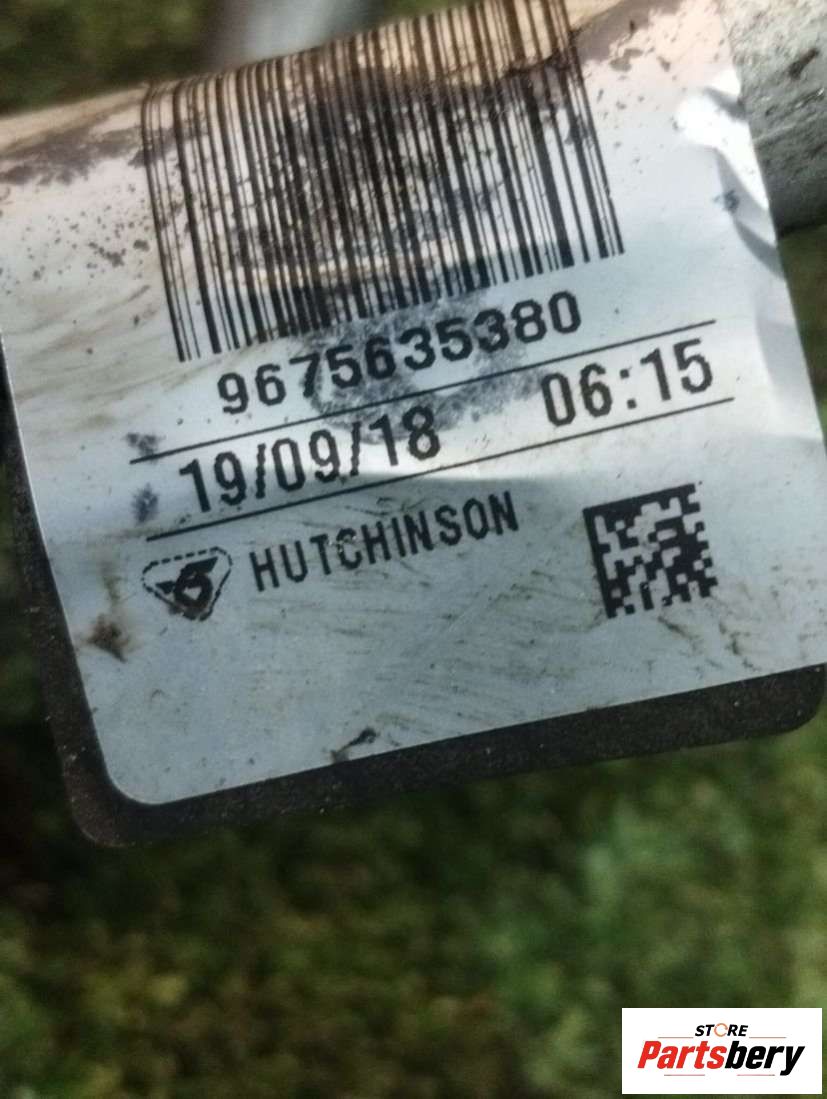 9675635380
19/09/18 06:15
HUTCHINSON
STORE
Partsbery